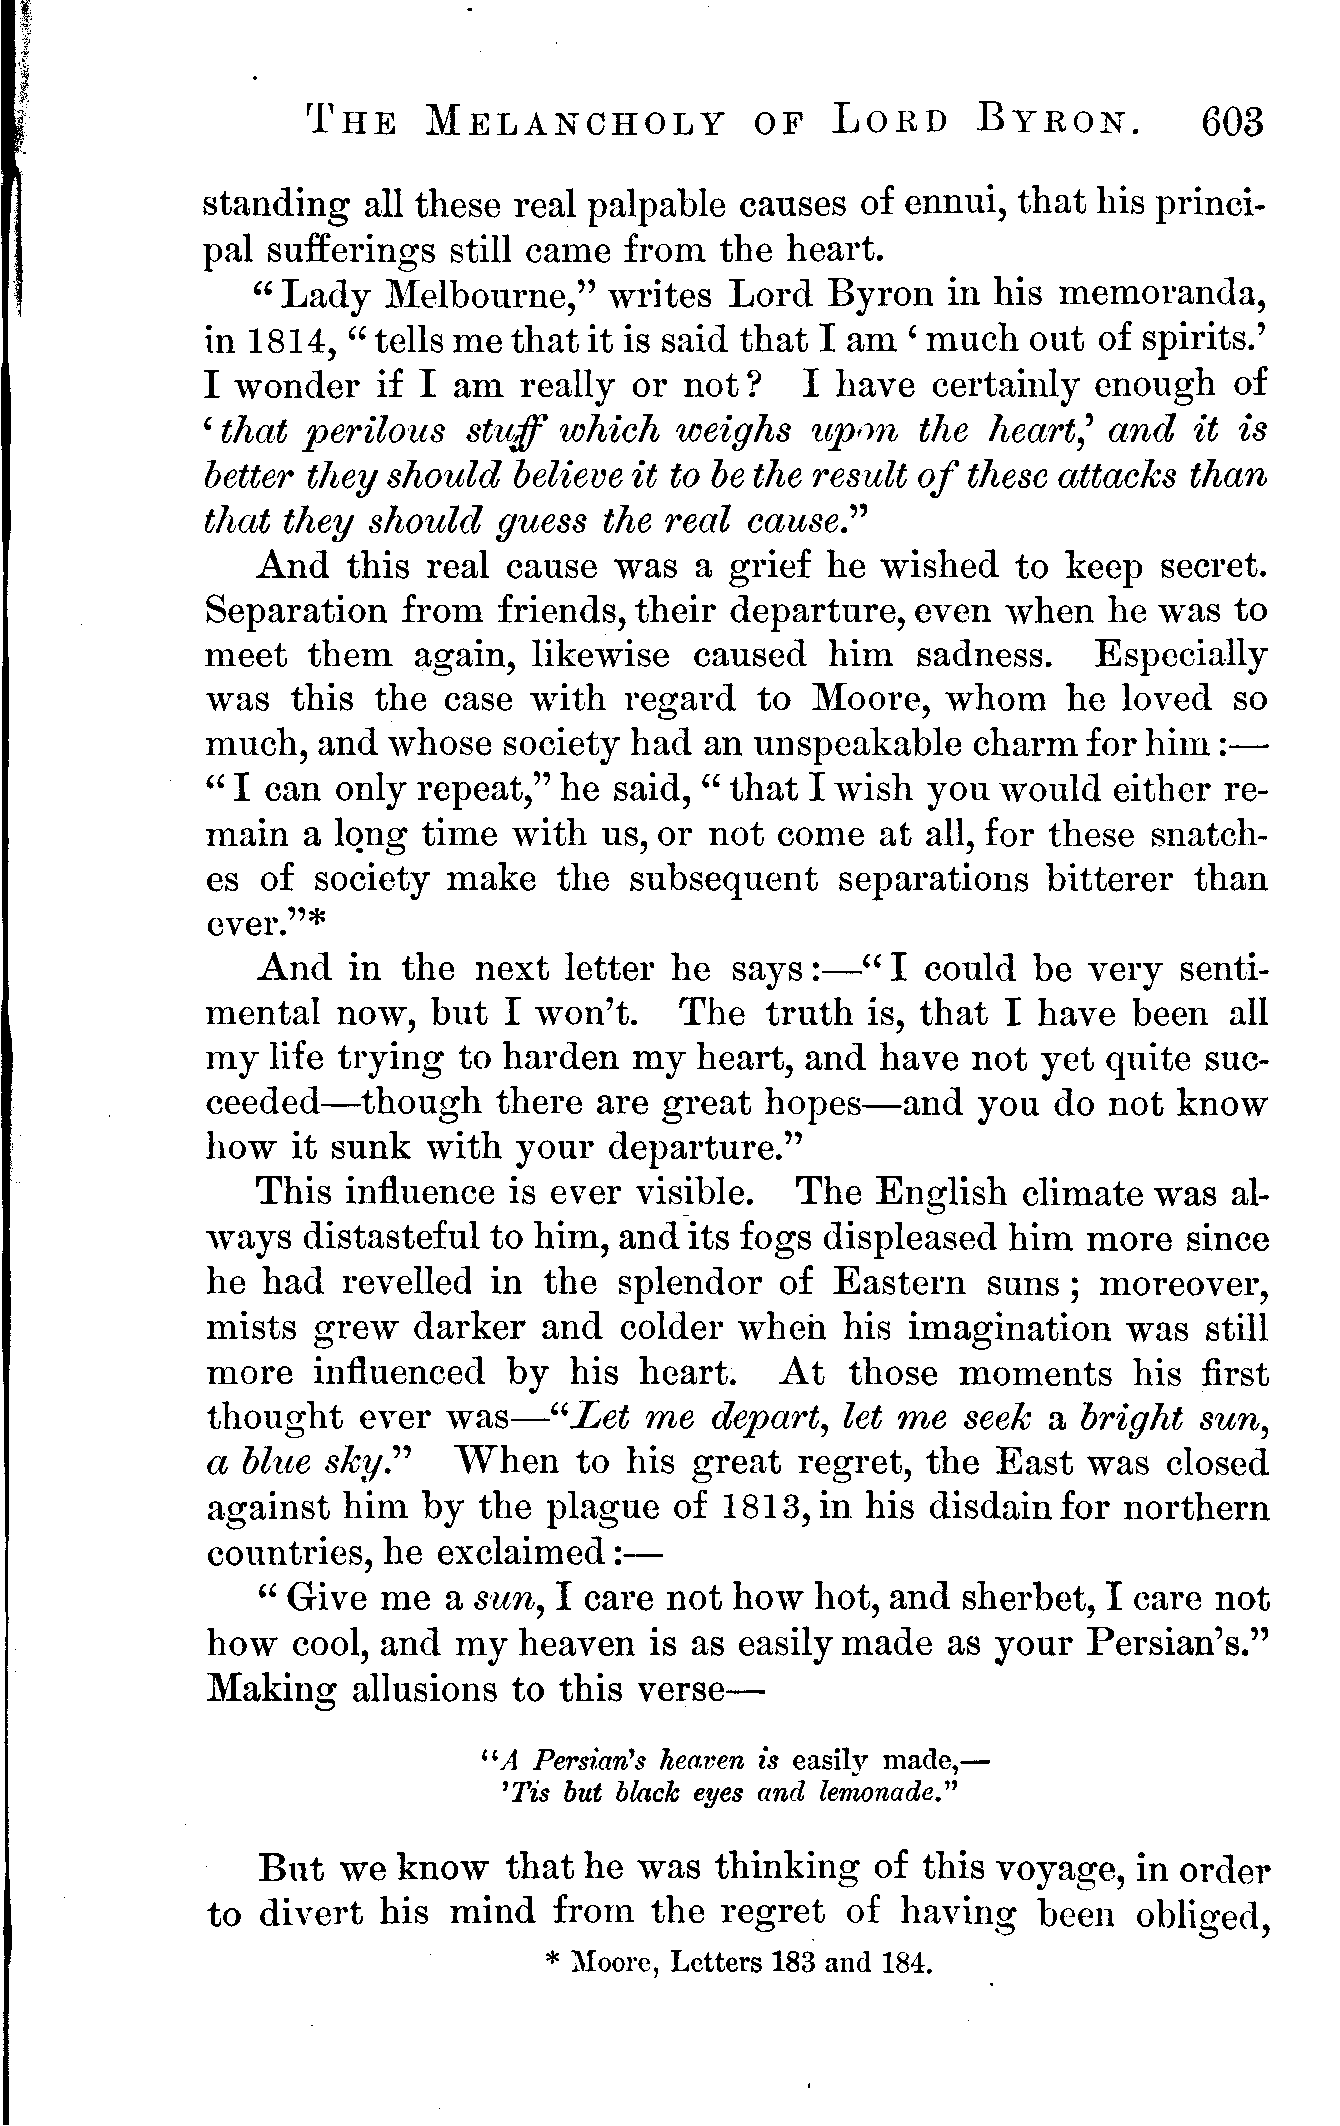 THE MELANCHOLY OF LORD BYRON. 603
standing all these real palpable causes of ennui, that his princi-
pal sufferings still came from the heart.
“Lady Melbourne,” writes Lord Byron in his memoranda,
in 1814, “tells me that it is said that I am ‘much out of spirits.’
I wonder if I am really or not? I have certainly enough of
‘that perilous stuff which weighs upon the heart,’ and it is
better they should believe it to be the result of these attacks than
that they should guess the real cause.”
And this real cause was a grief he wished to keep secret.
Separation from friends, their departure, even when he was to
meet them again, likewise caused him sadness. Especially
was this the case with regard to Moore, whom he loved so
much, and whose society had an unspeakable charm for him:—
“I can only repeat,” he said, “that I wish you would either re-
main a long time with us, or not come at all, for these snatch-
es of society make the subsequent separations bitterer than
ever.”*
And in the next letter he says:—“I could be very senti-
mental now, but I won’t. The truth is, that I have been all
my life trying to harden my heart, and have not yet quite suc-
ceeded—though there are great hopes—and you do not know
how it sunk with your departure.”
This influence is ever visible. The English climate was al-
ways distasteful to him, and its fogs displeased him more since
he had revelled in the splendor of Eastern suns; moreover,
mists grew darker and colder when his imagination was still
more influenced by his heart. At those moments his first
thought ever was—“Let me depart, let me seek a bright sun,
a blue sky.” When to his great regret, the East was closed
against him by the plague of 1813, in his disdain for northern
countries, he exclaimed:—
“Give me a sun, I care not how hot, and sherbet, I care not
how cool, and my heaven is as easily made as your Persian’s.”
Making allusions to this verse—
“A Persian’s heaven is easily made,—
’Tis but black eyes and lemonade.”
But we know that he was thinking of this voyage, in order
to divert his mind from the regret of having been obliged,
* Moore, Letters 183 and 184.